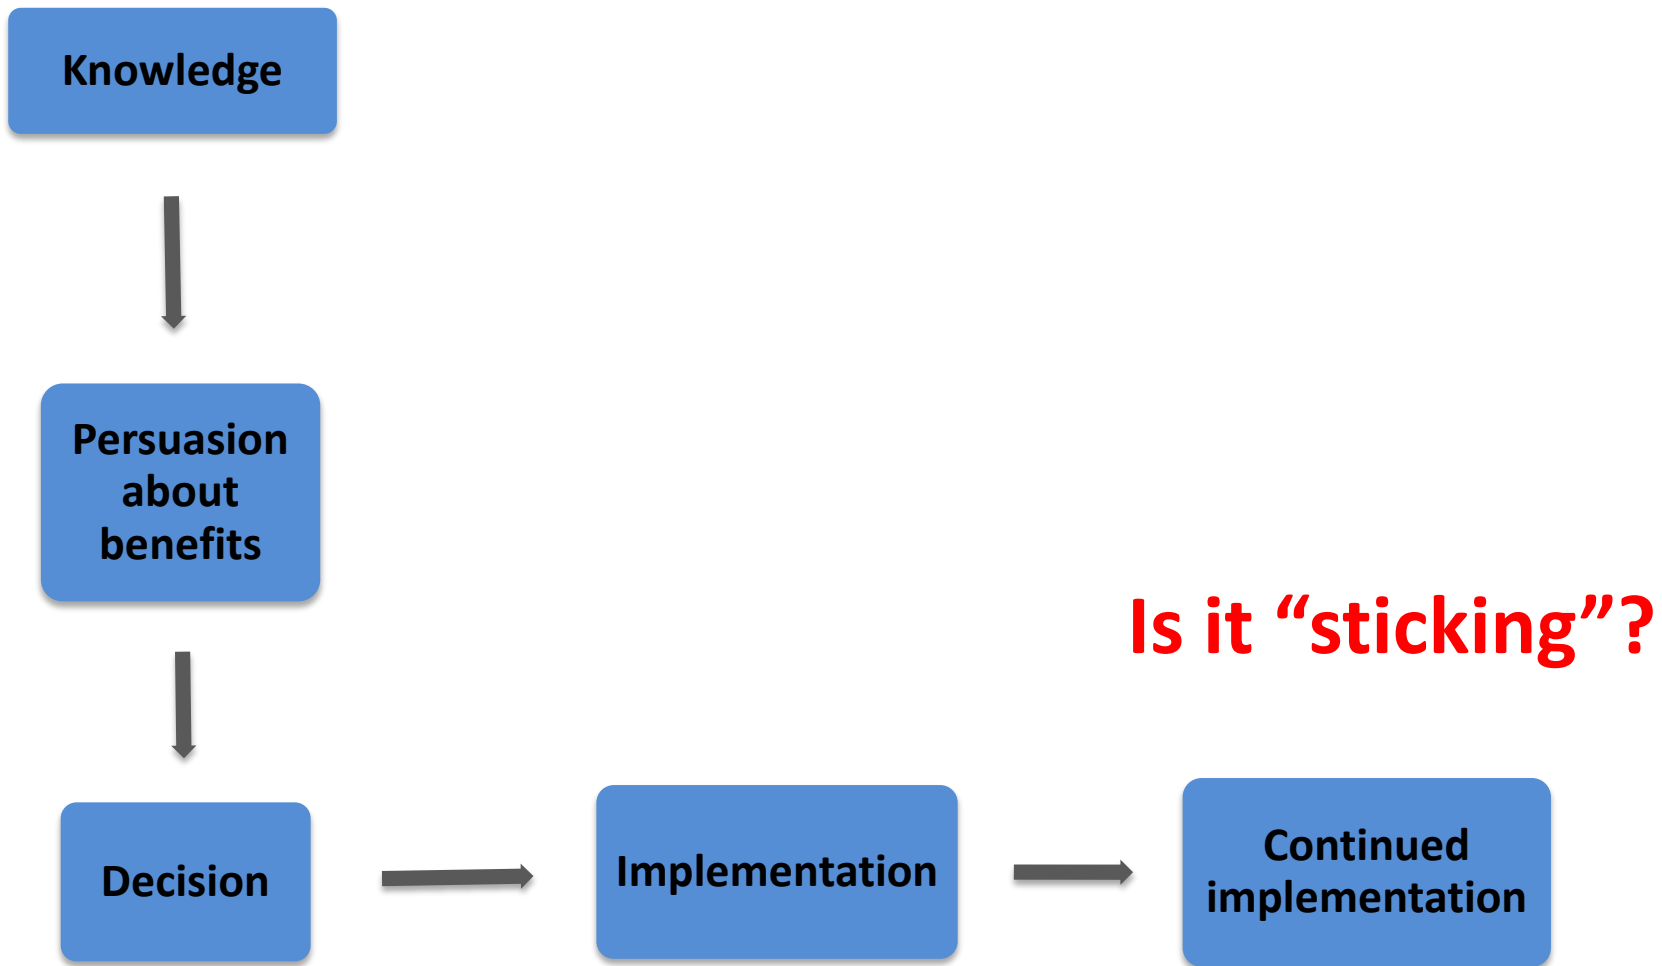 Knowledge
Persuasion
about
benefits
Is it “sticking”?
Decision
Implementation
Continued
implementation